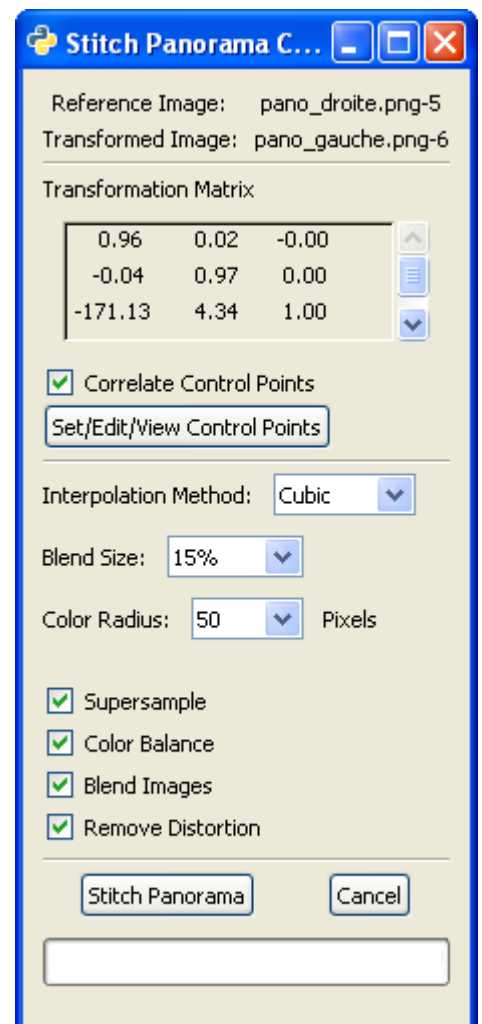 Stitch Panorama C...
Reference Image: pano_droite.png-5
Transformed Image: pano_gauche.png-6
Transformation Matrix
0.96 0.02 -0.00
-0.04 0.97 0.00
-171.13 4.34 1.00
Correlate Control Points
Set/Edit/View Control Points
Interpolation Method: Cubic
Blend Size: 15%
Color Radius: 50 Pixels
Supersample
Color Balance
Blend Images
Remove Distortion
Stitch Panorama Cancel